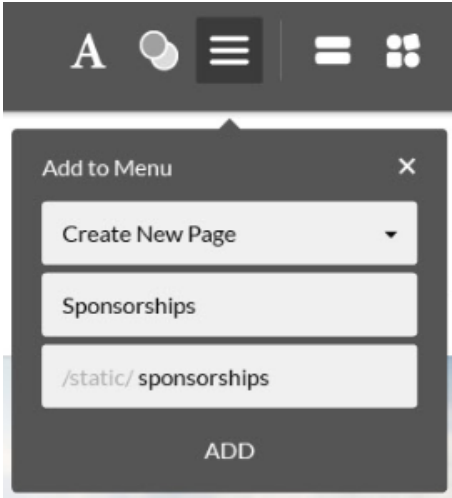 A
Add to Menu
Create New Page
Sponsorships
/static/ sponsorships
ADD